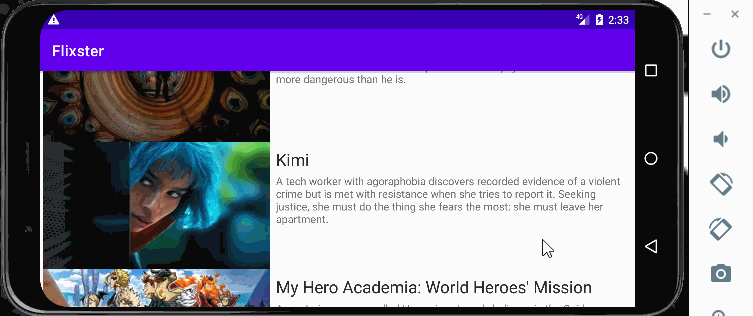 4G 2:33
Flixster
more dangerous than he is.
Kimi
A tech worker with agoraphobia discovers recorded evidence of a violent
crime but is met with resistance when she tries to report it. Seeking
justice, she must do the thing she fears the most: she must leave her
apartment.
My Hero Academia: World Heroes' Mission